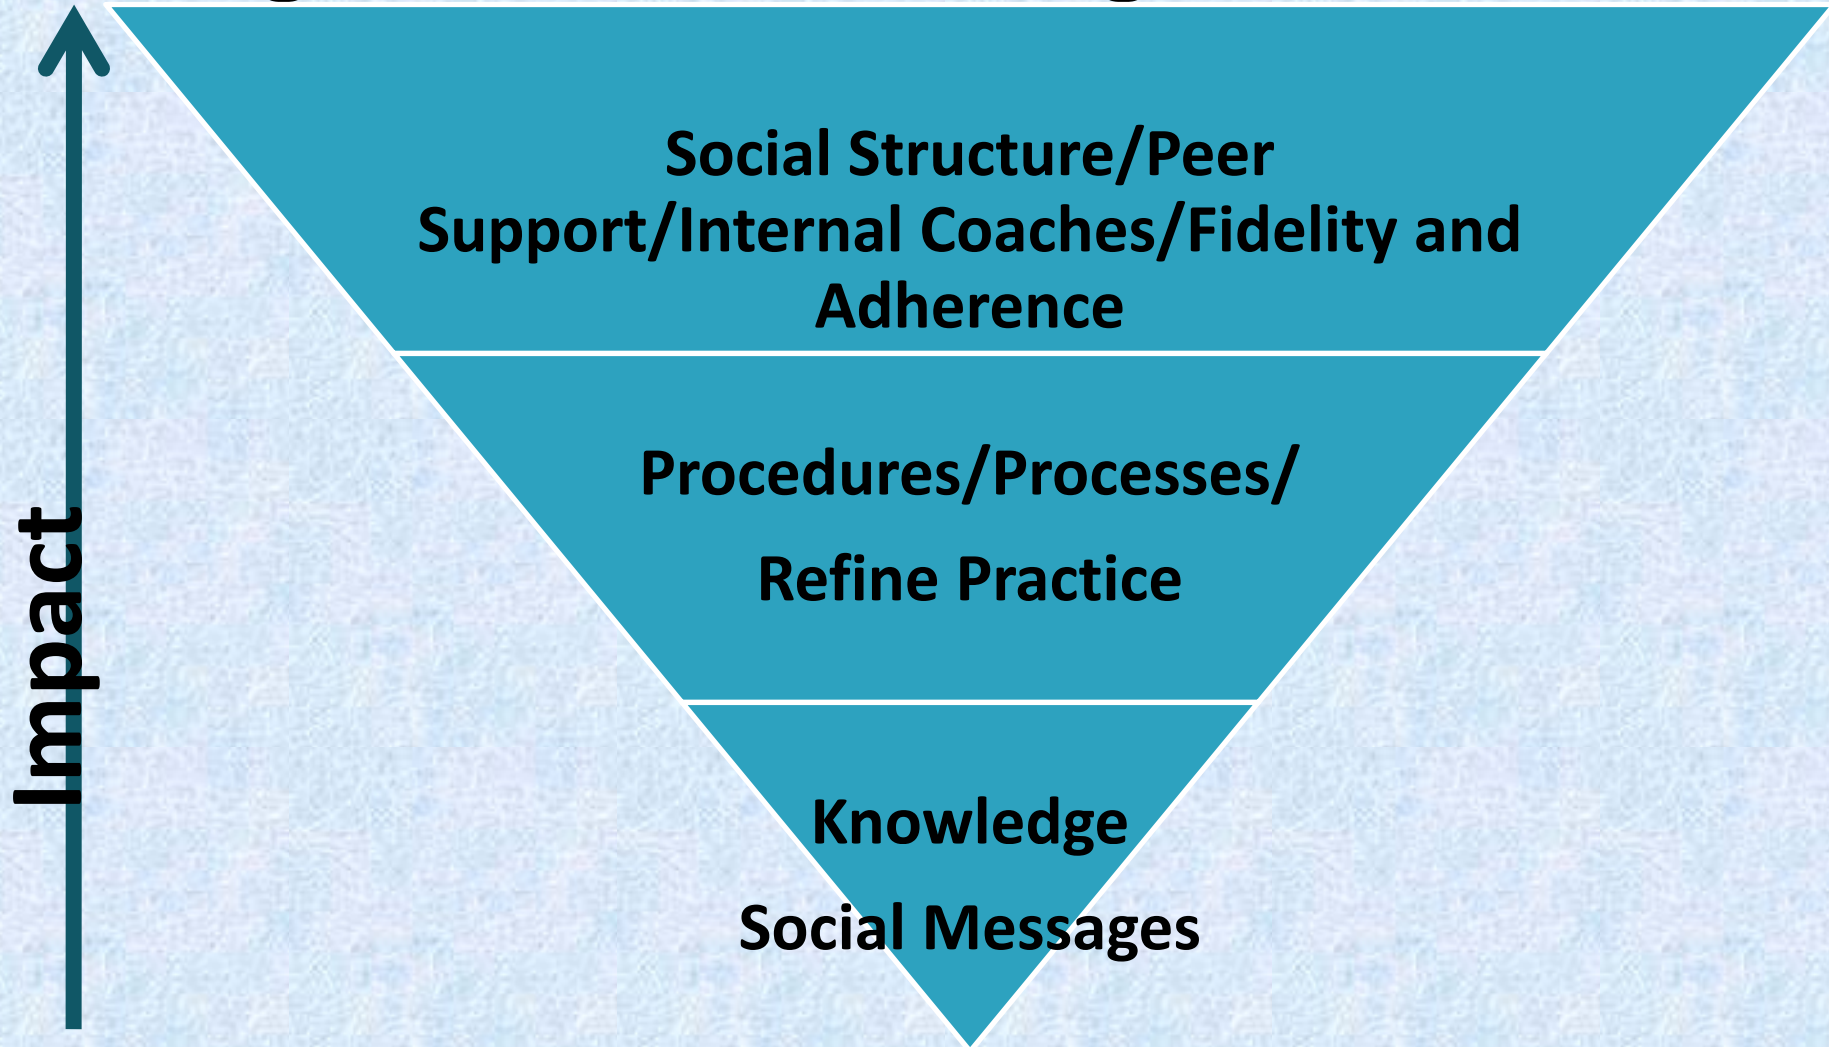 Social Structure/Peer
Support/Internal Coaches/Fidelity and
Adherence
Procedures/Processes/
Refine Practice
Impact
Knowledge
Social Messages